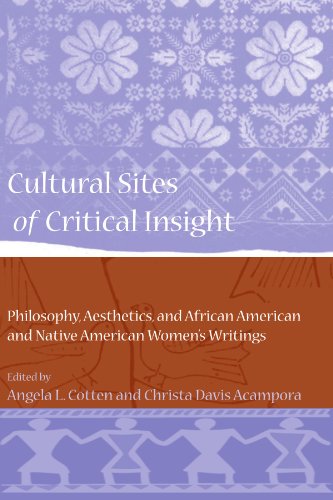 Cultural Sites
of Critical Insight
Philosophy, Aesthetics, and African American
and Native American Women's Writings
Edited by
Angela L. Cotten and Christa Davis Acampora